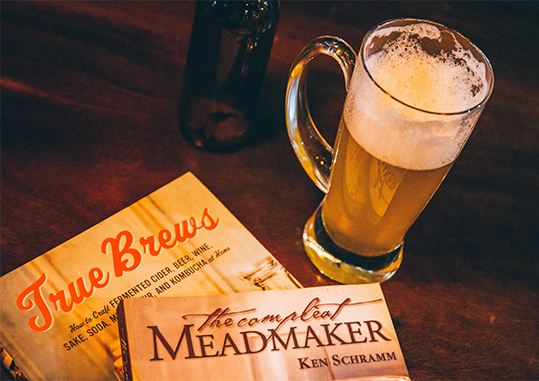 True Brews
How to Craft FERMENTED CIDER, BEER, WINE
SAKE, SODA, AND KOMBUCHA at Home
the compleat
MEADMAKER
KEN SCHRAMM